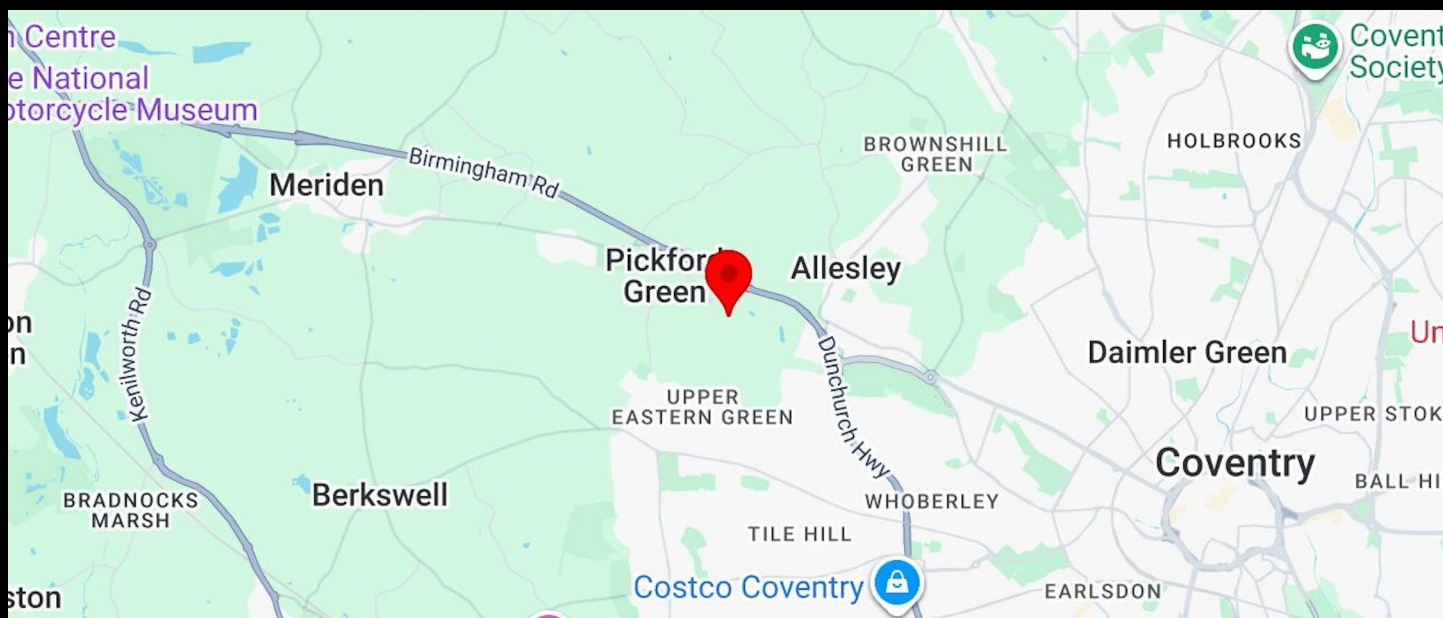 Centre
e National
otorcycle Museum
Covent
Society
HOLBROOKS
BROWNSHILL
GREEN
Birmingham Rd
Meriden
Pickford
Green
Allesley
Kenilworth Rd
on
n
Un
Daimler Green
Dunchurch Hwy
UPPER
EASTERN GREEN
UPPER STOK
Coventry
BALL HI
Berkswell
BRADNOCKS
MARSH
WHOBERLEY
TILE HILL
Costco Coventry
EARLSDON
ston